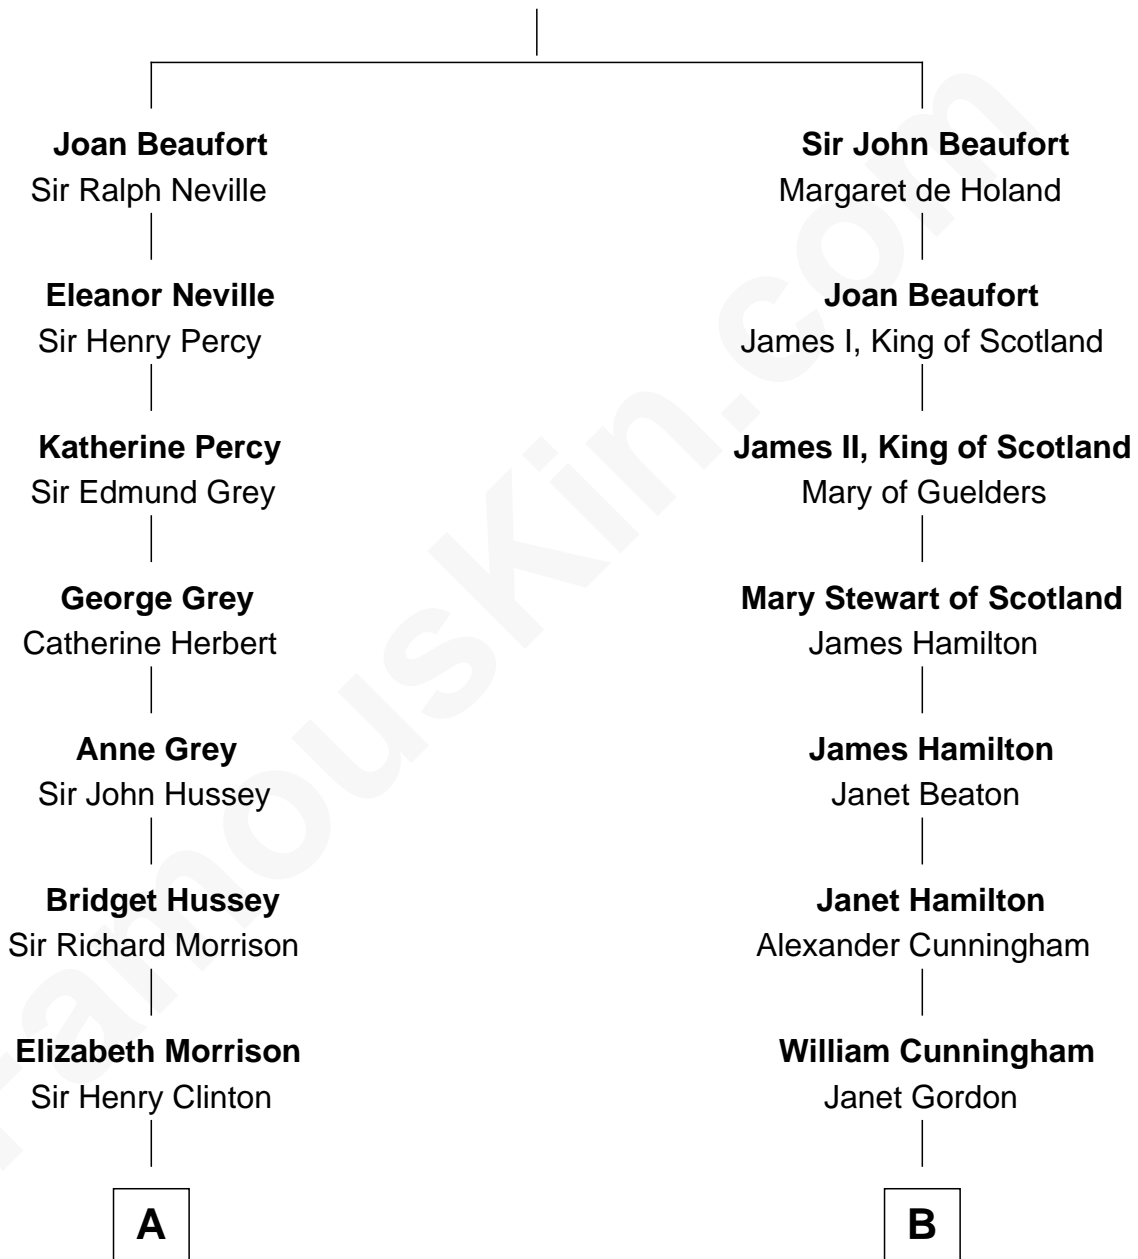 Joan Beaufort
Sir Ralph Neville
Eleanor Neville
Sir Henry Percy
Katherine Percy
Sir Edmund Grey
George Grey
Catherine Herbert
Anne Grey
Sir John Hussey
Bridget Hussey
Sir Richard Morrison
Elizabeth Morrison
Sir Henry Clinton
A
Sir John Beaufort
Margaret de Holand
Joan Beaufort
James I, King of Scotland
James II, King of Scotland
Mary of Guelders
Mary Stewart of Scotland
James Hamilton
James Hamilton
Janet Beaton
Janet Hamilton
Alexander Cunningham
William Cunningham
Janet Gordon
B
FamousKin.com